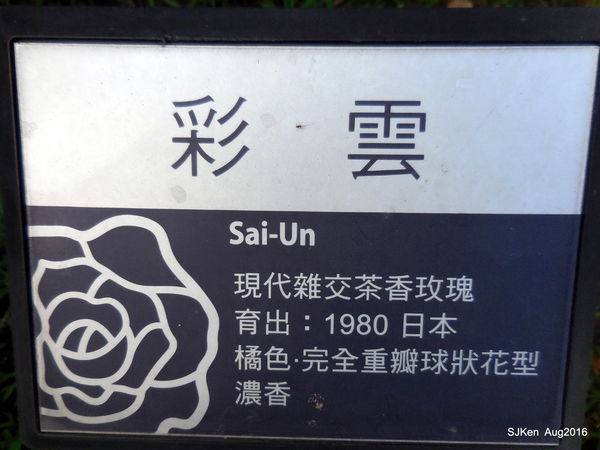 彩雲
Sai-Un
現代雜交茶香玫瑰
育出：1980 日本
橘色·完全重瓣球狀花型
濃香
SJKen Aug2016